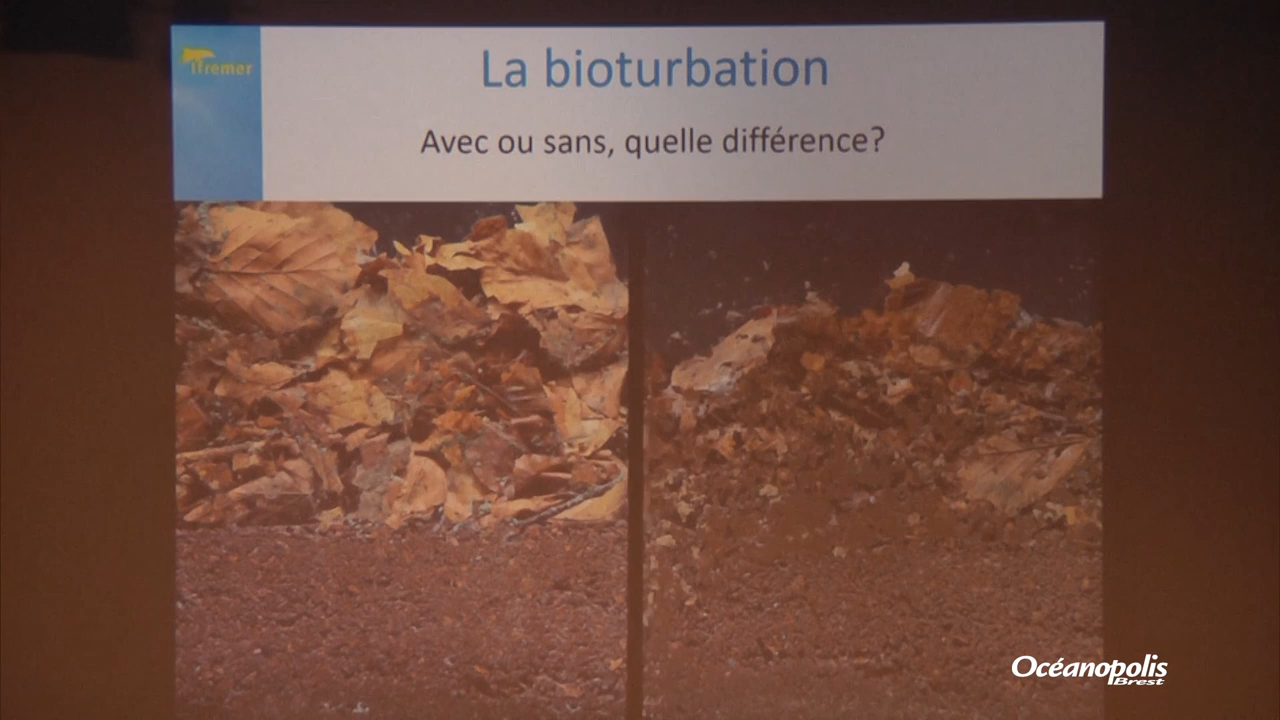 Ifremer
La bioturbation
Avec ou sans, quelle différence?
Océanopolis
Brest